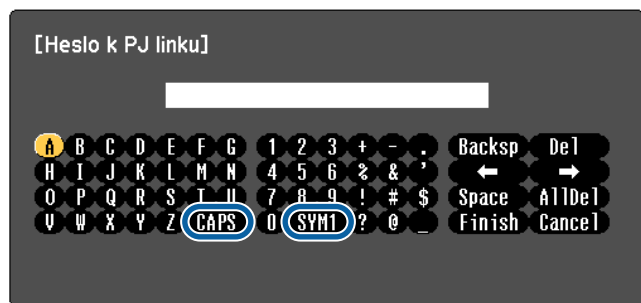 [Heslo k PJ linku]
A B C D E F G 1 2 3 + - . Backsp Del
H I J K L M N 4 5 6 % & ' ← →
O P Q R S T U 7 8 9 ! # $ Space AllDel
V W X Y Z CAPS 0 SYM1 ? @ _ Finish Cancel